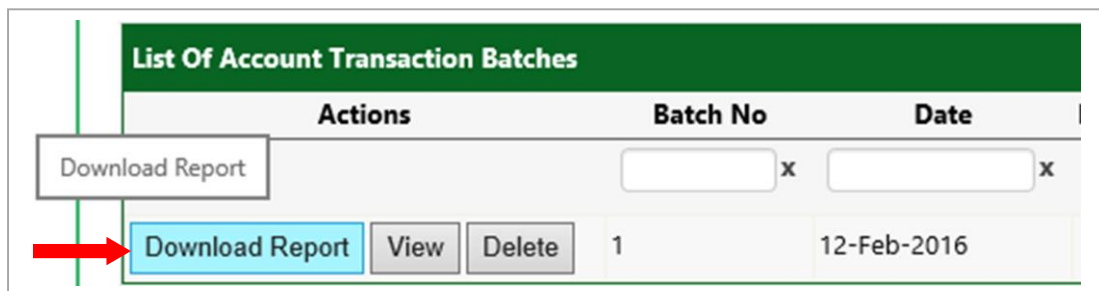 List Of Account Transaction Batches
Actions Batch No Date
Download Report
x x
Download Report View Delete 1 12-Feb-2016